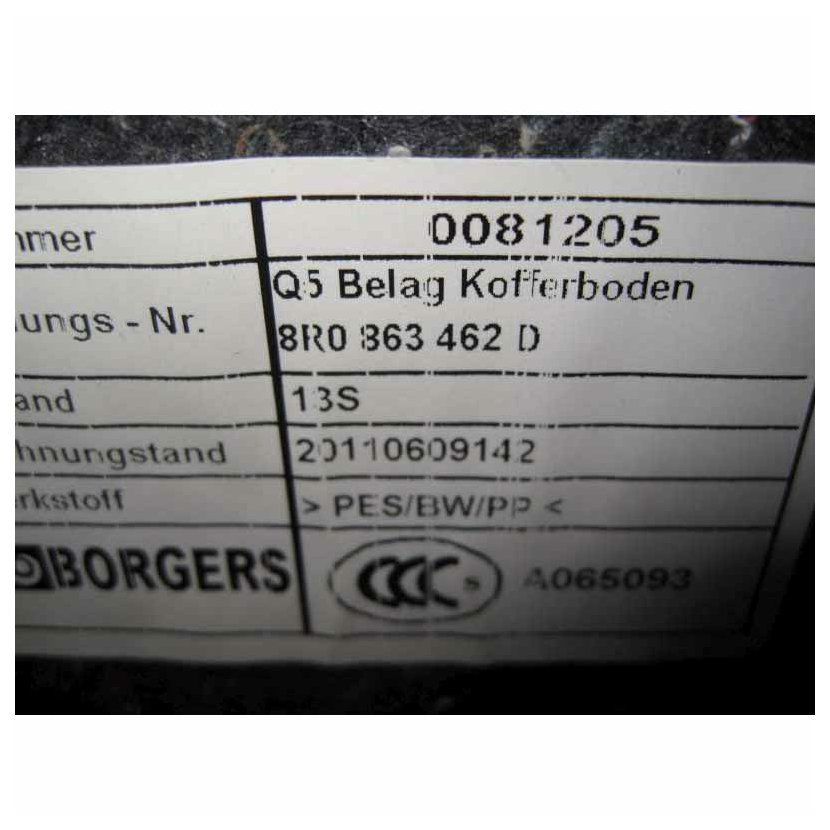 mmer 0081205
Q5 Belag Kofferboden
ungs - Nr.
8R0 863 462 D
and 13S
hnungstand 20110609142
rkstoff > PES/BW/PP <
BORGERS CCC S A065093